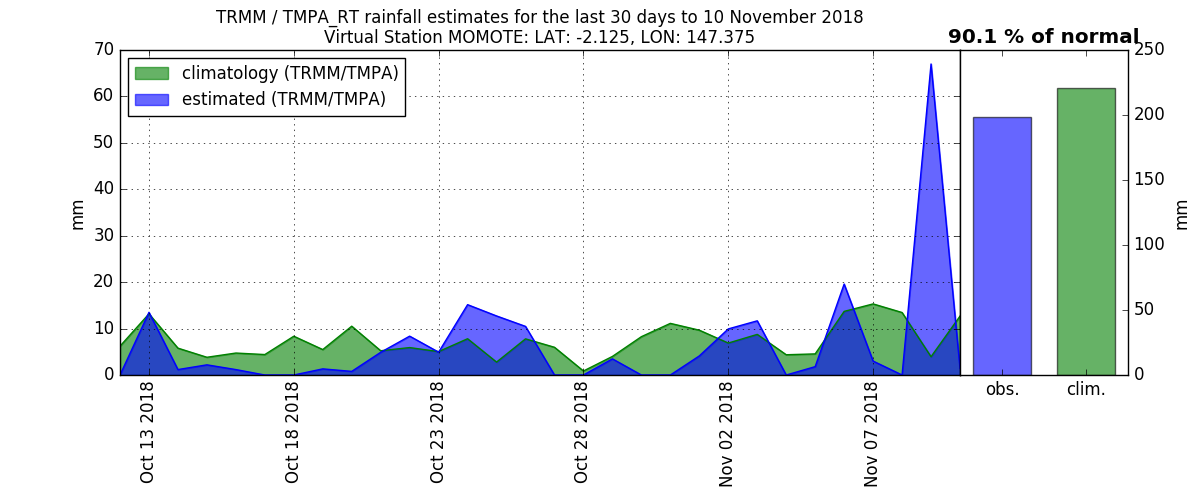 TRMM / TMPA_RT rainfall estimates for the last 30 days to 10 November 2018
Virtual Station MOMOTE: LAT: -2.125, LON: 147.375
90.1 % of normal
climatology (TRMM/TMPA)
estimated (TRMM/TMPA)
70
60
50
40
30
20
10
0
mm
Oct 13 2018
Oct 18 2018
Oct 23 2018
Oct 28 2018
Nov 02 2018
Nov 07 2018
obs.
clim.
250
200
150
100
50
0
mm